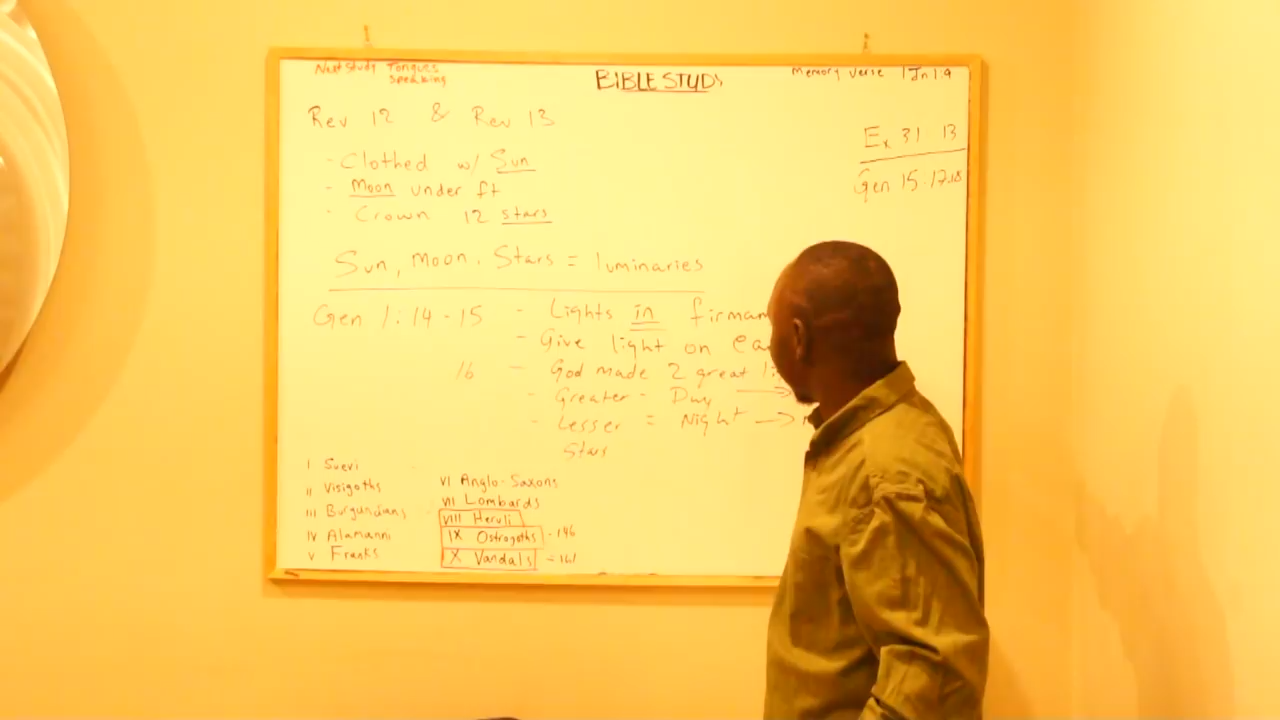 Next Study Tongues
Speaking
BIBLE STUDY
Memory Verse 1 Jn 1:9
Rev 12 & Rev 13
Ex 31 13
Gen 15-17,18
- Clothed w/ Sun
- Moon under ft
- Crown 12 stars
Sun, Moon, Stars = luminaries
Gen 1:14-15 - Lights in
- Give light on
16 - God made 2 great
- Greater - Day →
- Lesser = Night →
Stars
I Suevi
II Visigoths
III Burgundians
IV Alamanni
V Franks
VI Anglo-Saxons
VII Lombards
VIII Heruli
IX Ostrogoths - 146
X Vandals - 161